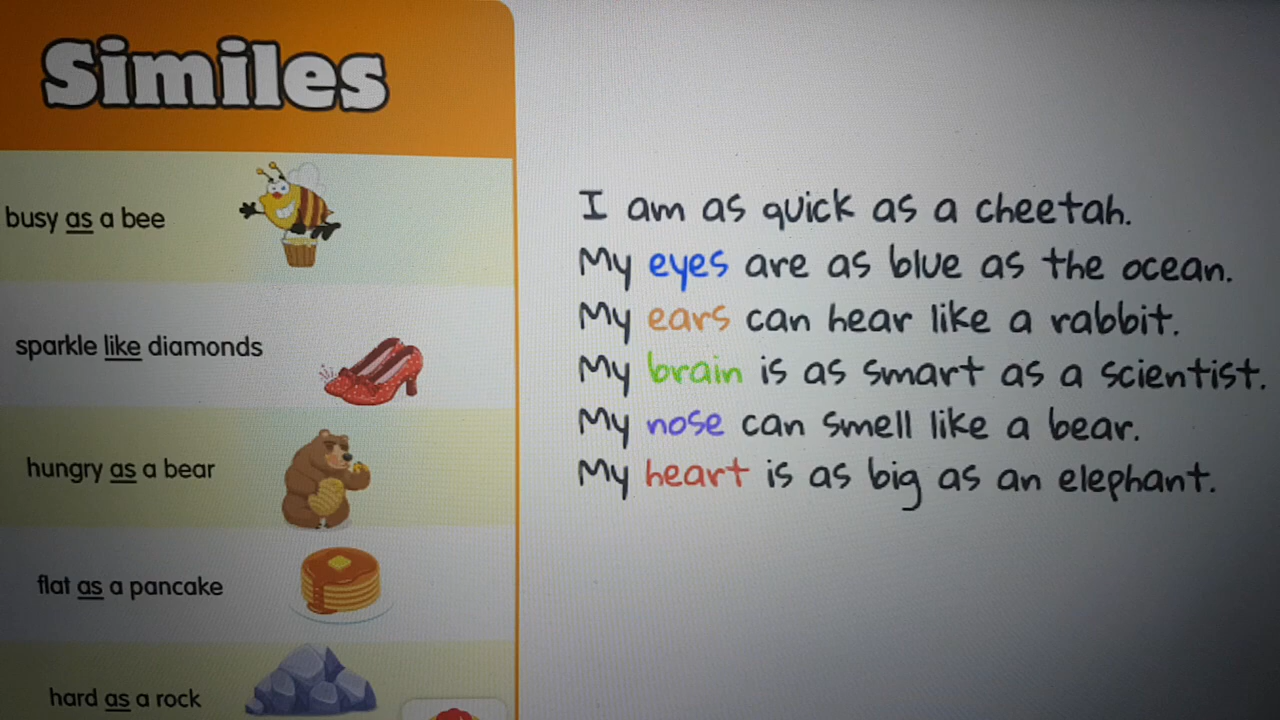 Similes
busy as a bee
sparkle like diamonds
hungry as a bear
flat as a pancake
hard as a rock
I am as quick as a cheetah.
My eyes are as blue as the ocean.
My ears can hear like a rabbit.
My brain is as smart as a scientist.
My nose can smell like a bear.
My heart is as big as an elephant.